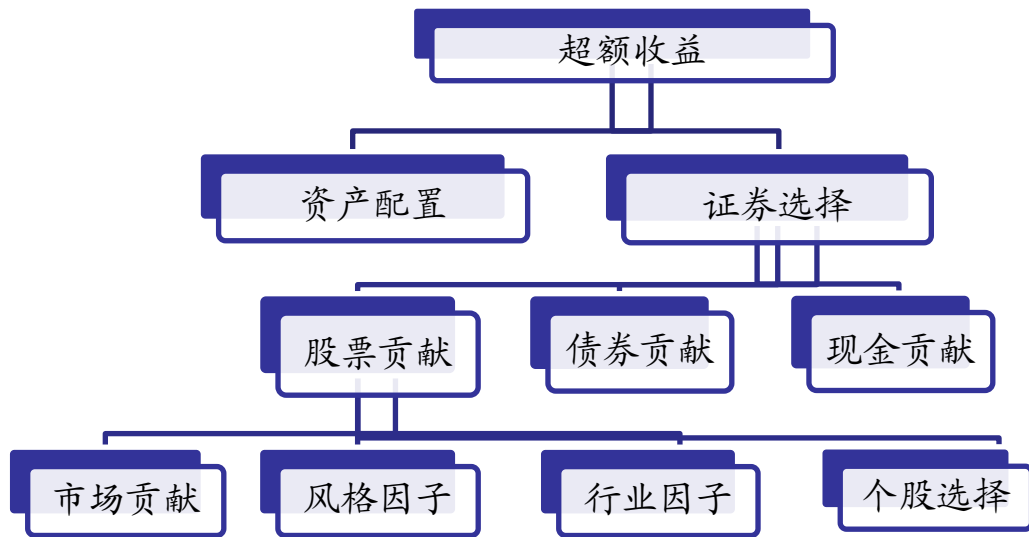 超额收益
资产配置
证券选择
股票贡献
债券贡献
现金贡献
市场贡献
风格因子
行业因子
个股选择